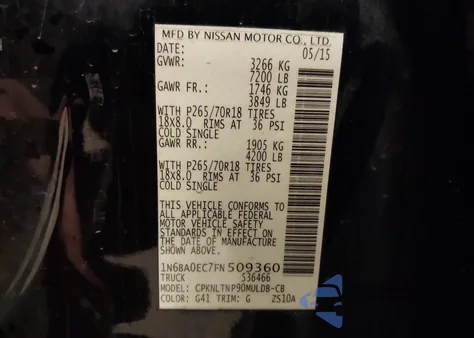 MFD BY NISSAN MOTOR CO., LTD.
DATE: 05/15
GVWR: 3266 KG
7200 LB
GAWR FR.: 1746 KG
3849 LB
WITH P265/70R18 TIRES
18X8.0 RIMS AT 36 PSI
COLD SINGLE
GAWR RR.: 1905 KG
4200 LB
WITH P265/70R18 TIRES
18X8.0 RIMS AT 36 PSI
COLD SINGLE
THIS VEHICLE CONFORMS TO
ALL APPLICABLE FEDERAL
MOTOR VEHICLE SAFETY
STANDARDS IN EFFECT ON
THE DATE OF MANUFACTURE
SHOWN ABOVE.
1N6BA0EC7FN509360
TRUCK 536466
MODEL: CPKNLTNP90MULDB-CB
COLOR: G41 TRIM: G ZS10A